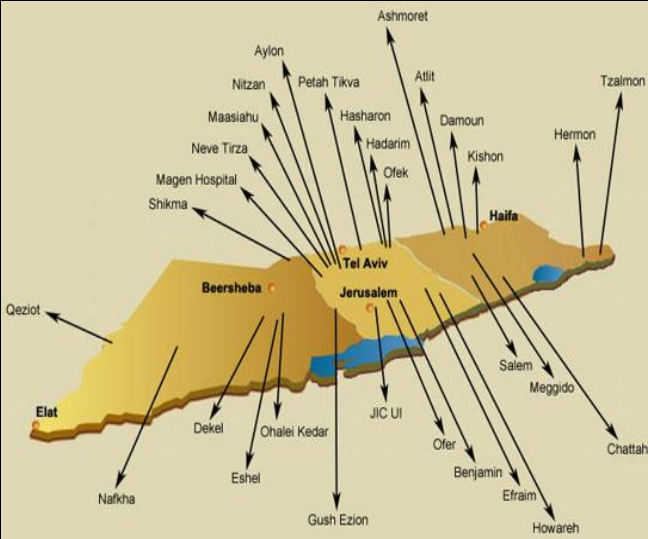 Ashmoret
Aylon
Atlit
Tzalmon
Nitzan
Petah Tikva
Maasiahu
Hasharon
Damoun
Hermon
Neve Tirza
Hadarim
Kishon
Magen Hospital
Ofek
Shikma
Haifa
Tel Aviv
Beersheba
Jerusalem
Qeziot
Salem
Meggido
Elat
JIC UI
Dekel
Ohalei Kedar
Ofer
Chattah
Eshel
Benjamin
Nafkha
Efraim
Gush Ezion
Howareh